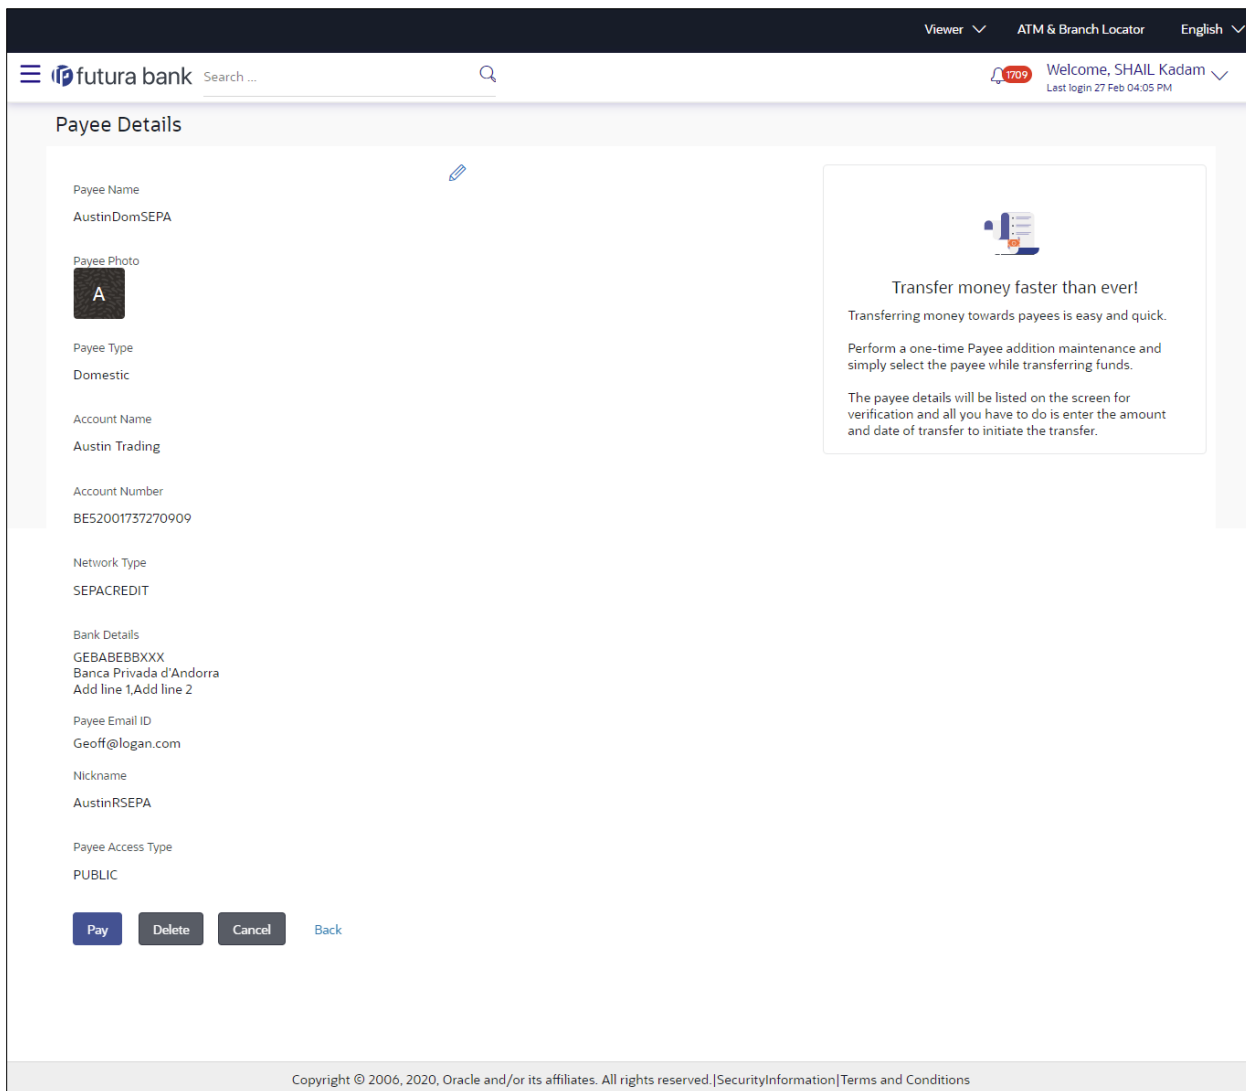 Viewer ATM & Branch Locator English
futura bank Search ... 1709 Welcome, SHAIL Kadam
Last login 27 Feb 04:05 PM
Payee Details
Payee Name
AustinDomSEPA
Payee Photo
A
Payee Type
Domestic
Account Name
Austin Trading
Account Number
BE52001737270909
Network Type
SEPACREDIT
Bank Details
GEBABEBBXXX
Banca Privada d'Andorra
Add line 1,Add line 2
Payee Email ID
Geoff@logan.com
Nickname
AustinRSEPA
Payee Access Type
PUBLIC
Pay Delete Cancel Back
Transfer money faster than ever!
Transferring money towards payees is easy and quick.
Perform a one-time Payee addition maintenance and
simply select the payee while transferring funds.
The payee details will be listed on the screen for
verification and all you have to do is enter the amount
and date of transfer to initiate the transfer.
Copyright © 2006, 2020, Oracle and/or its affiliates. All rights reserved.|SecurityInformation|Terms and Conditions